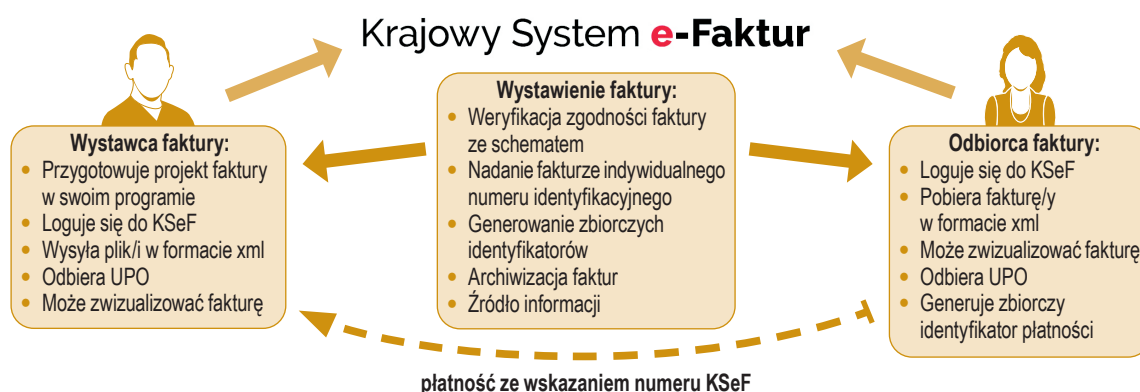 Krajowy System e-Faktur
Wystawca faktury:
• Przygotowuje projekt faktury
w swoim programie
• Loguje się do KSeF
• Wysyła plik/i w formacie xml
• Odbiera UPO
• Może zwizualizować fakturę
Wystawienie faktury:
• Weryfikacja zgodności faktury
ze schematem
• Nadanie fakturze indywidualnego
numeru identyfikacyjnego
• Generowanie zbiorczych
identyfikatorów
• Archiwizacja faktur
• Źródło informacji
Odbiorca faktury:
• Loguje się do KSeF
• Pobiera fakturę/y
w formacie xml
• Może zwizualizować fakturę
• Odbiera UPO
• Generuje zbiorczy
identyfikator płatności
płatność ze wskazaniem numeru KSeF